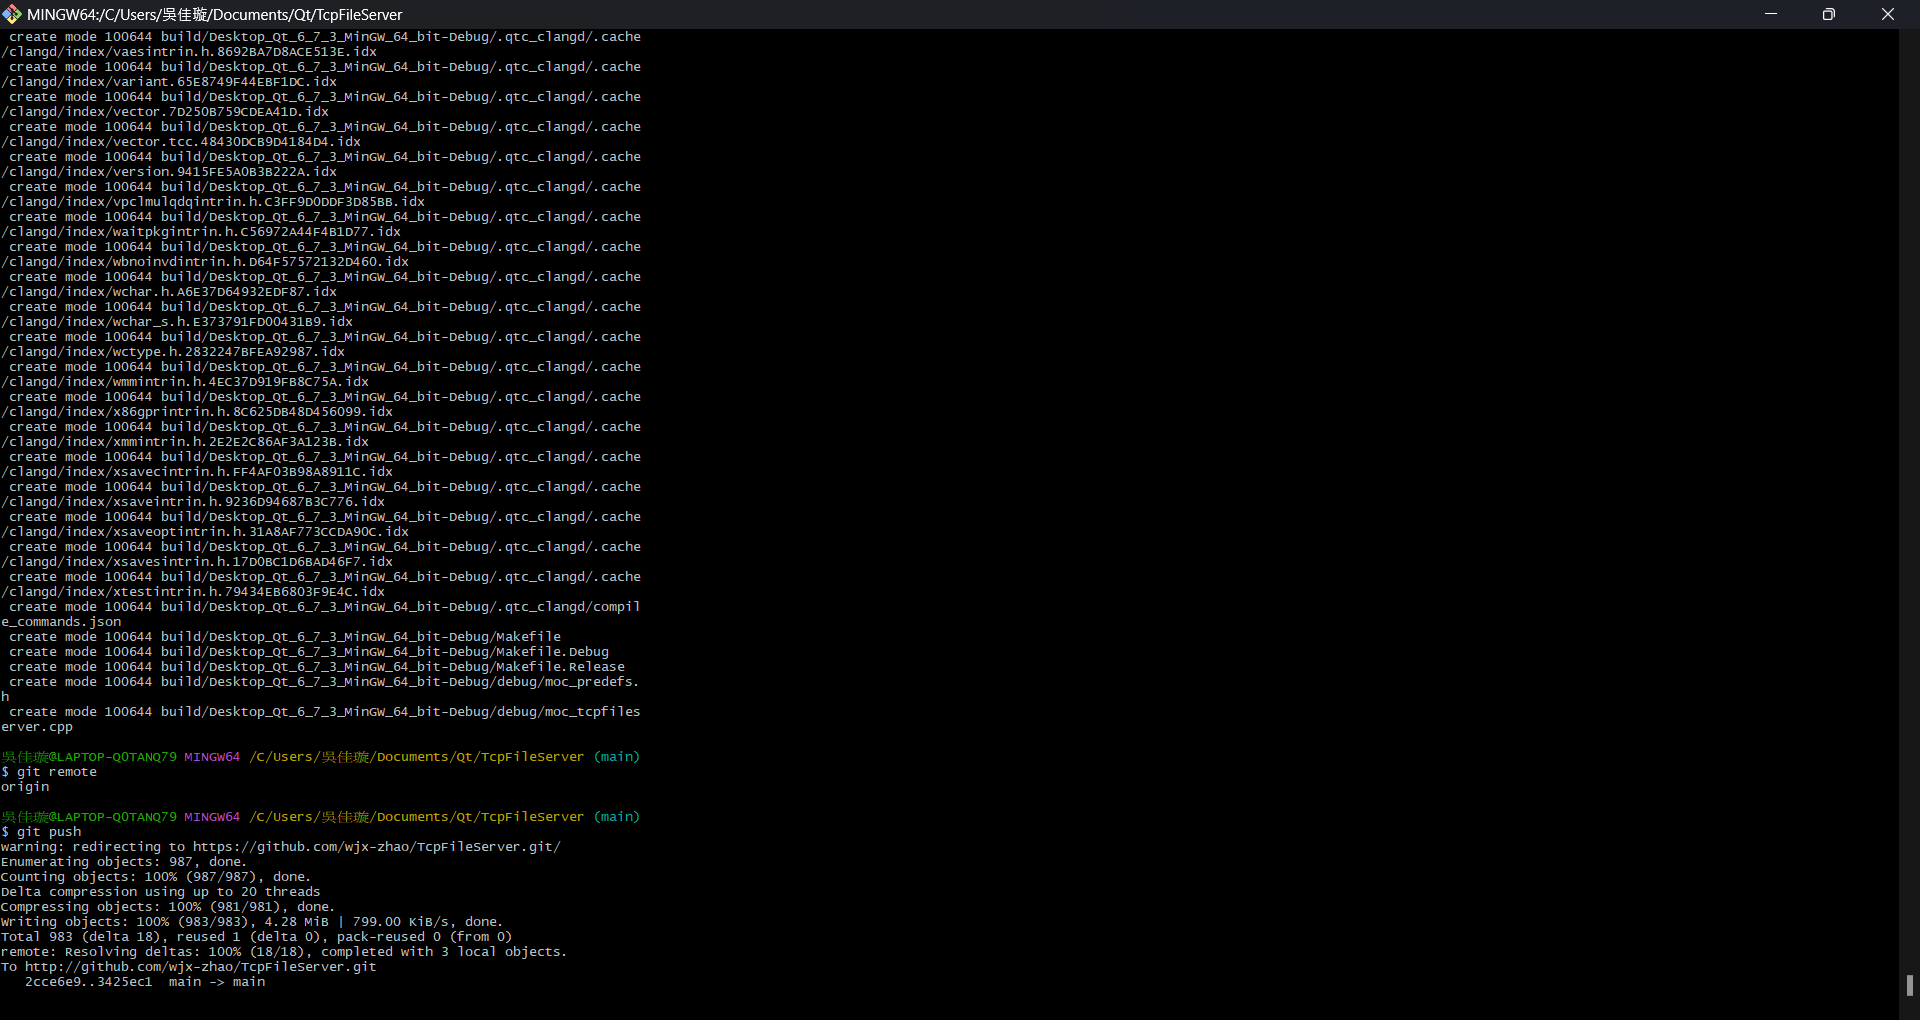 MINGW64:/C/Users/吳佳璇/Documents/Qt/TcpFileServer
create mode 100644 build/Desktop_Qt_6_7_3_MinGW_64_bit-Debug/.qtc_clangd/.cache
/clangd/index/vaesintrin.h.8692BA7D8ACE513E.idx
create mode 100644 build/Desktop_Qt_6_7_3_MinGW_64_bit-Debug/.qtc_clangd/.cache
/clangd/index/variant.65E8749F44EBF1DC.idx
create mode 100644 build/Desktop_Qt_6_7_3_MinGW_64_bit-Debug/.qtc_clangd/.cache
/clangd/index/vector.7D250B759CDEA41D.idx
create mode 100644 build/Desktop_Qt_6_7_3_MinGW_64_bit-Debug/.qtc_clangd/.cache
/clangd/index/vector.tcc.48430DCB9D4184D4.idx
create mode 100644 build/Desktop_Qt_6_7_3_MinGW_64_bit-Debug/.qtc_clangd/.cache
/clangd/index/version.9415FE5A0B3B222A.idx
create mode 100644 build/Desktop_Qt_6_7_3_MinGW_64_bit-Debug/.qtc_clangd/.cache
/clangd/index/vpclmulqdqintrin.h.C3FF9D0DDF3D85BB.idx
create mode 100644 build/Desktop_Qt_6_7_3_MinGW_64_bit-Debug/.qtc_clangd/.cache
/clangd/index/waitpkgintrin.h.C56972A44F4B1D77.idx
create mode 100644 build/Desktop_Qt_6_7_3_MinGW_64_bit-Debug/.qtc_clangd/.cache
/clangd/index/wbnoinvdintrin.h.D64F57572132D460.idx
create mode 100644 build/Desktop_Qt_6_7_3_MinGW_64_bit-Debug/.qtc_clangd/.cache
/clangd/index/wchar.h.A6E37D64932EDF87.idx
create mode 100644 build/Desktop_Qt_6_7_3_MinGW_64_bit-Debug/.qtc_clangd/.cache
/clangd/index/wchar_s.h.E373791FD00431B9.idx
create mode 100644 build/Desktop_Qt_6_7_3_MinGW_64_bit-Debug/.qtc_clangd/.cache
/clangd/index/wctype.h.2832247BFEA92987.idx
create mode 100644 build/Desktop_Qt_6_7_3_MinGW_64_bit-Debug/.qtc_clangd/.cache
/clangd/index/wmmintrin.h.4EC37D919FB8C75A.idx
create mode 100644 build/Desktop_Qt_6_7_3_MinGW_64_bit-Debug/.qtc_clangd/.cache
/clangd/index/x86gprintrin.h.8C625DB48D456099.idx
create mode 100644 build/Desktop_Qt_6_7_3_MinGW_64_bit-Debug/.qtc_clangd/.cache
/clangd/index/xmmintrin.h.2E2E2C86AF3A123B.idx
create mode 100644 build/Desktop_Qt_6_7_3_MinGW_64_bit-Debug/.qtc_clangd/.cache
/clangd/index/xsavecintrin.h.FF4AF03B98A8911C.idx
create mode 100644 build/Desktop_Qt_6_7_3_MinGW_64_bit-Debug/.qtc_clangd/.cache
/clangd/index/xsaveintrin.h.9236D94687B3C776.idx
create mode 100644 build/Desktop_Qt_6_7_3_MinGW_64_bit-Debug/.qtc_clangd/.cache
/clangd/index/xsaveoptintrin.h.31A8AF773CCDA90C.idx
create mode 100644 build/Desktop_Qt_6_7_3_MinGW_64_bit-Debug/.qtc_clangd/.cache
/clangd/index/xsavesintrin.h.17D0BC1D6BAD46F7.idx
create mode 100644 build/Desktop_Qt_6_7_3_MinGW_64_bit-Debug/.qtc_clangd/.cache
/clangd/index/xtestintrin.h.79434EB6803F9E4C.idx
create mode 100644 build/Desktop_Qt_6_7_3_MinGW_64_bit-Debug/.qtc_clangd/compil
e_commands.json
create mode 100644 build/Desktop_Qt_6_7_3_MinGW_64_bit-Debug/Makefile
create mode 100644 build/Desktop_Qt_6_7_3_MinGW_64_bit-Debug/Makefile.Debug
create mode 100644 build/Desktop_Qt_6_7_3_MinGW_64_bit-Debug/Makefile.Release
create mode 100644 build/Desktop_Qt_6_7_3_MinGW_64_bit-Debug/debug/moc_predefs.
h
create mode 100644 build/Desktop_Qt_6_7_3_MinGW_64_bit-Debug/debug/moc_tcpfiles
erver.cpp
吳佳璇@LAPTOP-Q0TANQ79 MINGW64 /C/Users/吳佳璇/Documents/Qt/TcpFileServer (main)
$ git remote
origin
吳佳璇@LAPTOP-Q0TANQ79 MINGW64 /C/Users/吳佳璇/Documents/Qt/TcpFileServer (main)
$ git push
warning: redirecting to https://github.com/wjx-zhao/TcpFileServer.git/
Enumerating objects: 987, done.
Counting objects: 100% (987/987), done.
Delta compression using up to 20 threads
Compressing objects: 100% (981/981), done.
Writing objects: 100% (983/983), 4.28 MiB | 799.00 KiB/s, done.
Total 983 (delta 18), reused 1 (delta 0), pack-reused 0 (from 0)
remote: Resolving deltas: 100% (18/18), completed with 3 local objects.
To http://github.com/wjx-zhao/TcpFileServer.git
2cce6e9..3425ec1  main -> main